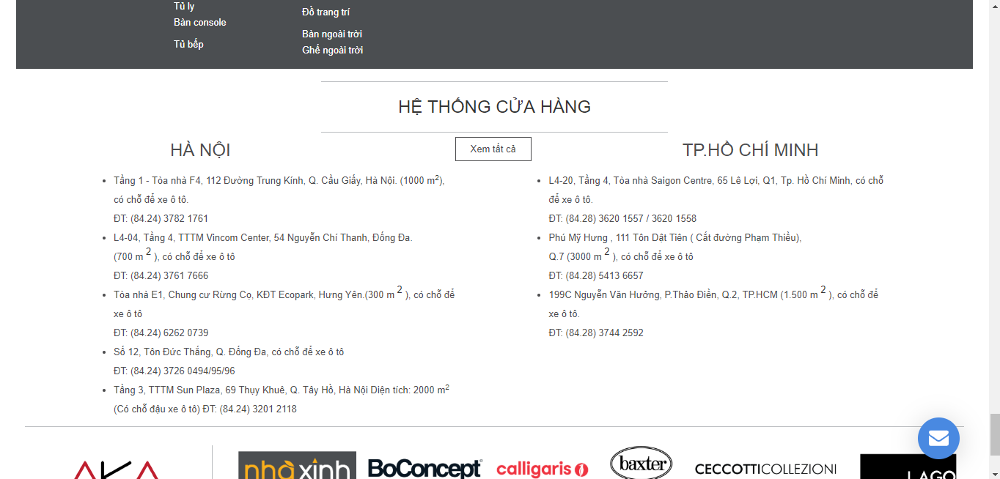 Tủ ly
Bàn console
Tủ bếp
Đồ trang trí
Bàn ngoài trời
Ghế ngoài trời
HỆ THỐNG CỬA HÀNG
Xem tất cả
HÀ NỘI
• Tầng 1 - Tòa nhà F4, 112 Đường Trung Kính, Q. Cầu Giấy, Hà Nội. (1000 m²),
có chỗ để xe ô tô.
ĐT: (84.24) 3782 1761
• L4-04, Tầng 4, TTTM Vincom Center, 54 Nguyễn Chí Thanh, Đống Đa.
(700 m ² ), có chỗ để xe ô tô
ĐT: (84.24) 3761 7666
• Tòa nhà E1, Chung cư Rừng Cọ, KĐT Ecopark, Hưng Yên.(300 m ² ), có chỗ để
xe ô tô
ĐT: (84.24) 6262 0739
• Số 12, Tôn Đức Thắng, Q. Đống Đa, có chỗ để xe ô tô
ĐT: (84.24) 3726 0494/95/96
• Tầng 3, TTTM Sun Plaza, 69 Thụy Khuê, Q. Tây Hồ, Hà Nội Diện tích: 2000 m²
(Có chỗ đậu xe ô tô) ĐT: (84.24) 3201 2118
TP.HỒ CHÍ MINH
• L4-20, Tầng 4, Tòa nhà Saigon Centre, 65 Lê Lợi, Q1, Tp. Hồ Chí Minh, có chỗ
để xe ô tô.
ĐT: (84.28) 3620 1557 / 3620 1558
• Phú Mỹ Hưng , 111 Tôn Dật Tiên ( Cắt đường Phạm Thiều),
Q.7 (3000 m ² ), có chỗ để xe ô tô
ĐT: (84.28) 5413 6657
• 199C Nguyễn Văn Hưởng, P.Thảo Điền, Q.2, TP.HCM (1.500 m ² ), có chỗ để
xe ô tô.
ĐT: (84.28) 3744 2592
AKA
nhà xinh
BoConcept
calligaris
baxter
CECCOTTICOLLEZIONI
LAGO